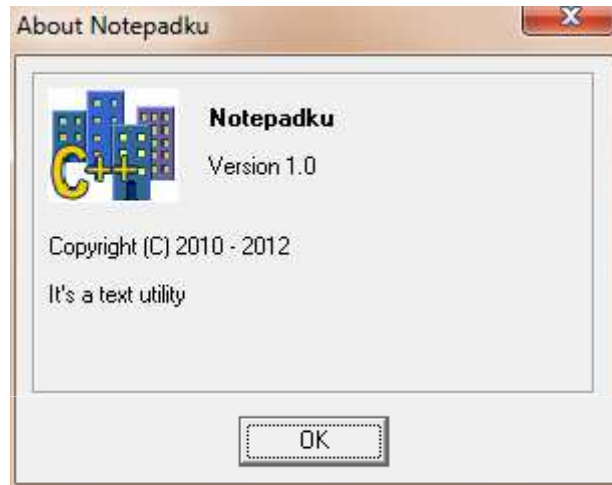 About Notepadku
X
C++
Notepadku
Version 1.0
Copyright (C) 2010 - 2012
It's a text utility
OK